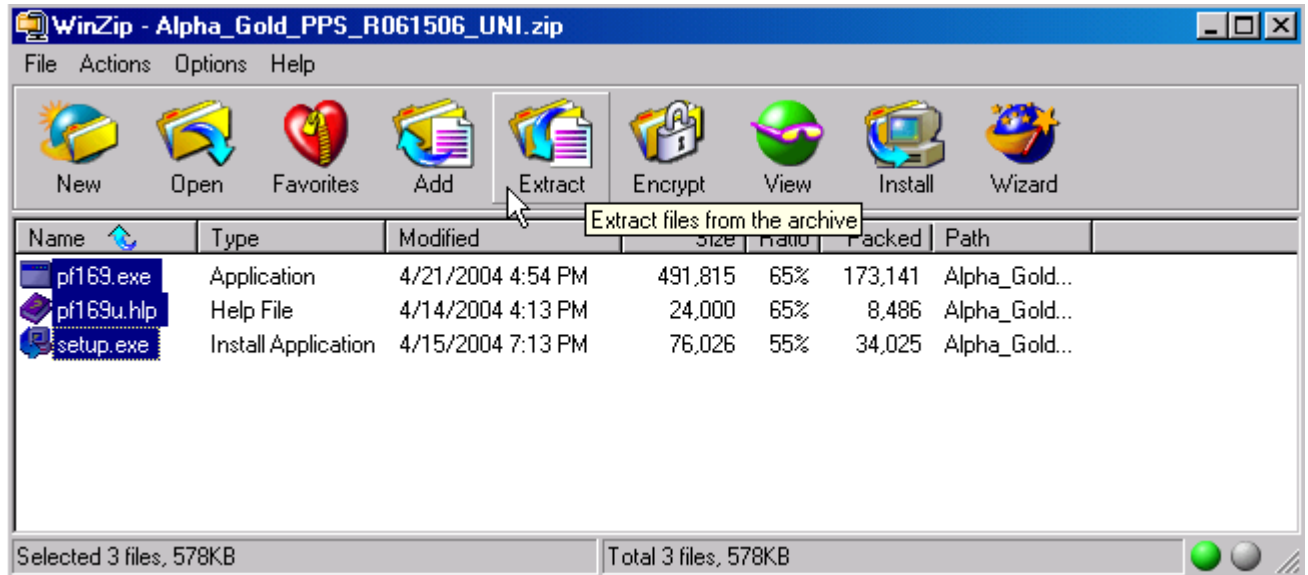 WinZip - Alpha_Gold_PPS_R061506_UNI.zip
File Actions Options Help
New Open Favorites Add Extract Encrypt View Install Wizard
Extract files from the archive
Name Type Modified Size Ratio Packed Path
pf169.exe Application 4/21/2004 4:54 PM 491,815 65% 173,141 Alpha_Gold...
pf169u.hlp Help File 4/14/2004 4:13 PM 24,000 65% 8,486 Alpha_Gold...
setup.exe Install Application 4/15/2004 7:13 PM 76,026 55% 34,025 Alpha_Gold...
Selected 3 files, 578KB Total 3 files, 578KB